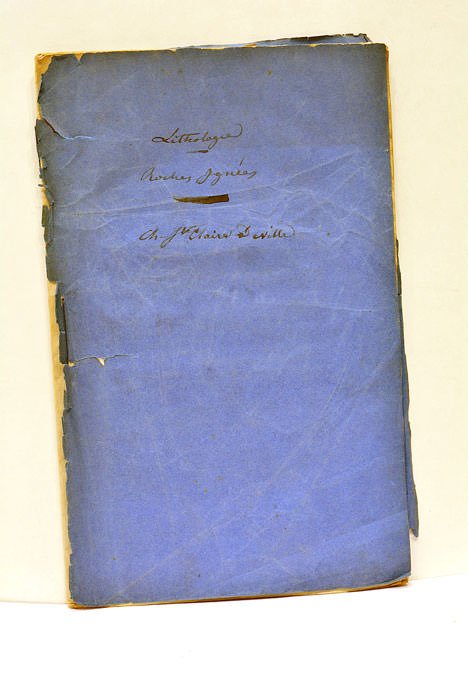 Lithologie
Roches Ignées
Ch. Ste Claire Deville